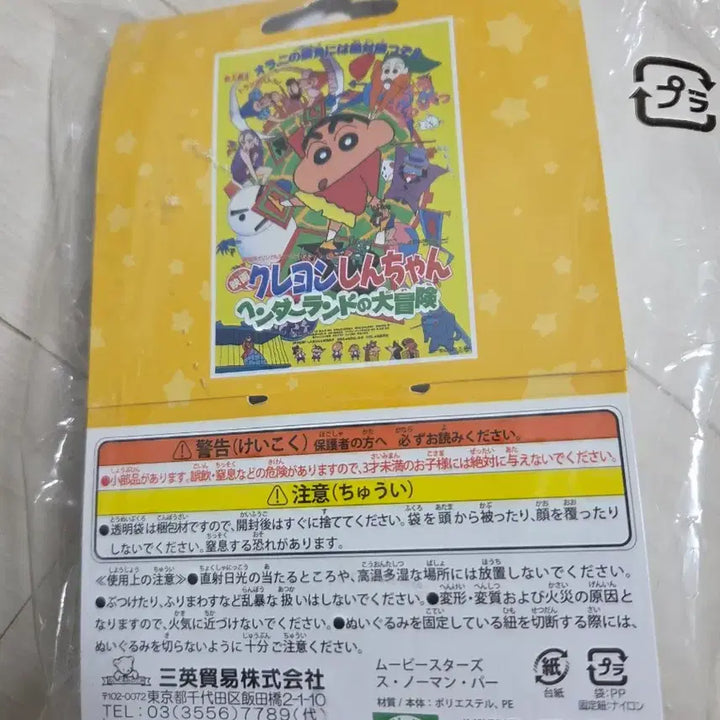 プラ
オラ、この冒険には絶対勝つゾ!
映画
クレヨンしんちゃん
ヘンダーランドの大冒険
⚠警告(けいこく) 保護者の方へ 必ずお読みください。
●小部品があります。誤飲・窒息などの危険がありますので、3才未満のお子様には絶対に与えないでください。
⚠注意(ちゅうい)
●透明袋は梱包材ですので、開封後はすぐに捨ててください。袋を頭から被ったり、顔を覆ったり
しないでください。窒息する恐れがあります。
≪使用上の注意≫●直射日光の当たるところや、高温多湿な場所には放置しないでください。
●ぶつけたり、ふりまわすなど乱暴な扱いはしないでください。●変形・変質および火災の原因と
なりますので、火気に近づけないでください。●ぬいぐるみを固定している紐を切断する際には、
ぬいぐるみを切らないように十分ご注意ください。
三英貿易株式会社
〒102-0072
東京都千代田区飯田橋2-1-10
TEL: 03(3556)7789(代)
ムービースターズ
ス・ノーマン・パー
材質/本体:ポリエステル, PE
紙
台紙
プラ
袋:PP
固定紐:ナイロン